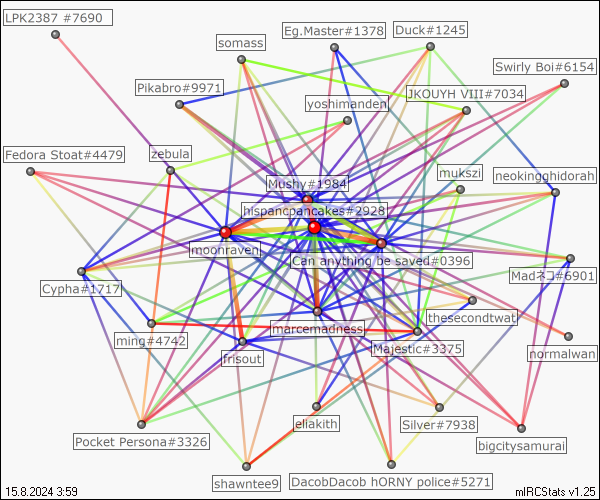 LPK2387 #7690
Eg.Master#1378
Duck#1245
somass
Swirly Boi#6154
Pikabro#9971
JKOUYH VIII#7034
yoshimanden
Fedora Stoat#4479
zebula
mukszi
neokingghidorah
Mushy#1984
hispancpancakes#2928
moonraven
Can anything be saved#0396
Madネコ#6901
Cypha#1717
thesecondtwat
marcemadness
ming#4742
Majestic#3375
normalwan
frisout
eliakith
Silver#7938
Pocket Persona#3326
bigcitysamurai
shawntee9
DacobDacob hORNY police#5271
15.8.2024 3:59
mIRCStats v1.25